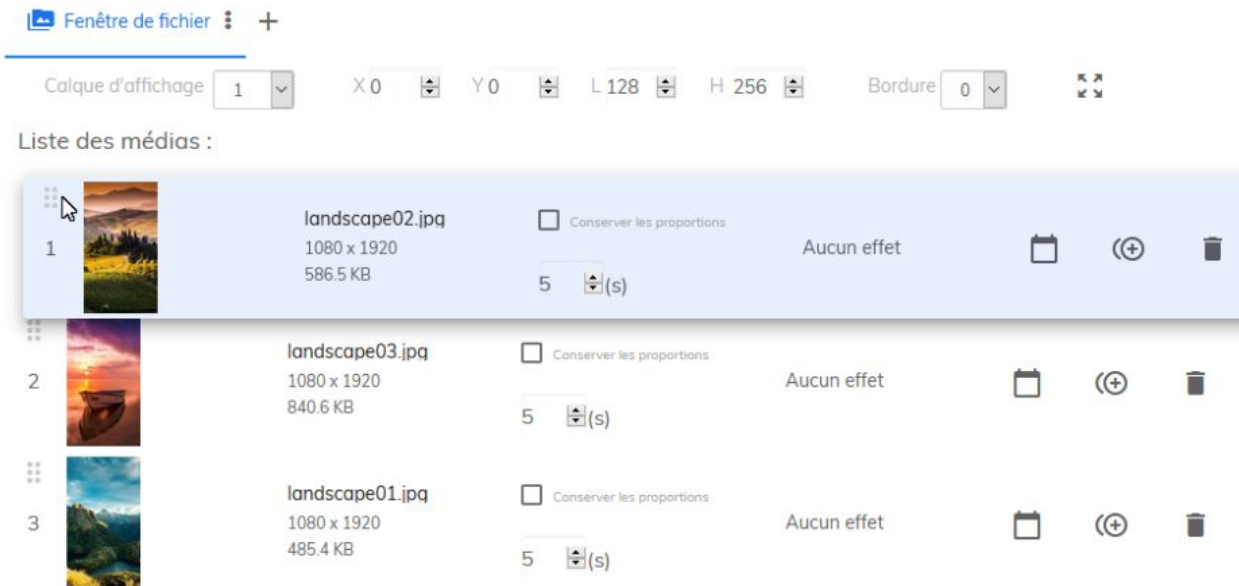 Fenêtre de fichier
Calque d'affichage 1 X 0 Y 0 L 128 H 256 Bordure 0
Liste des médias :
landscape02.jpg
Conserver les proportions
1 1080 x 1920 Aucun effet
586.5 KB
5 (s)
landscape03.jpg
Conserver les proportions
2 1080 x 1920 Aucun effet
840.6 KB
5 (s)
landscape01.jpg
Conserver les proportions
3 1080 x 1920 Aucun effet
485.4 KB
5 (s)